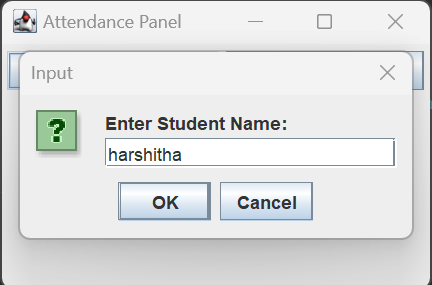 Attendance Panel
Input
Enter Student Name:
harshitha
OK
Cancel